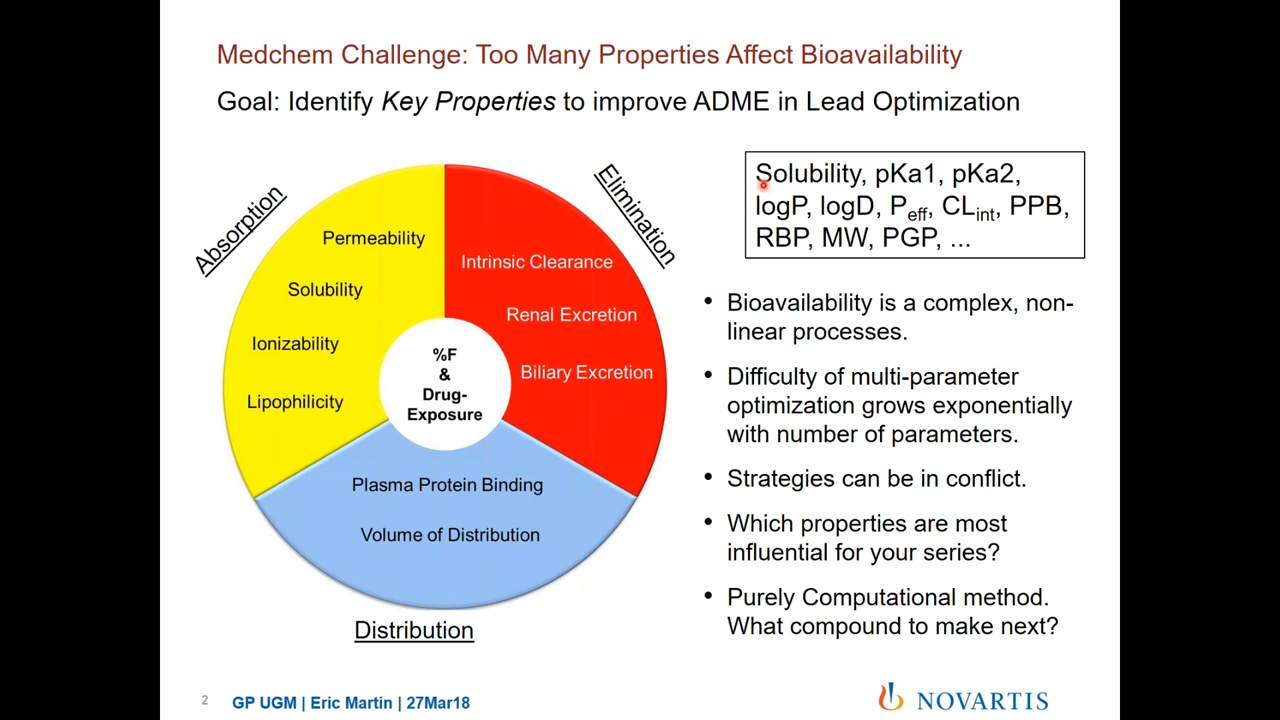 Medchem Challenge: Too Many Properties Affect Bioavailability
Goal: Identify Key Properties to improve ADME in Lead Optimization
Absorption
Permeability
Solubility
Ionizability
Lipophilicity
Elimination
Intrinsic Clearance
Renal Excretion
Biliary Excretion
%F
&
Drug-
Exposure
Plasma Protein Binding
Volume of Distribution
Distribution
Solubility, pKa1, pKa2,
logP, logD, Peff, CLint, PPB,
RBP, MW, PGP, ...
• Bioavailability is a complex, non-
linear processes.
• Difficulty of multi-parameter
optimization grows exponentially
with number of parameters.
• Strategies can be in conflict.
• Which properties are most
influential for your series?
• Purely Computational method.
What compound to make next?
2
GP UGM | Eric Martin | 27Mar18
NOVARTIS